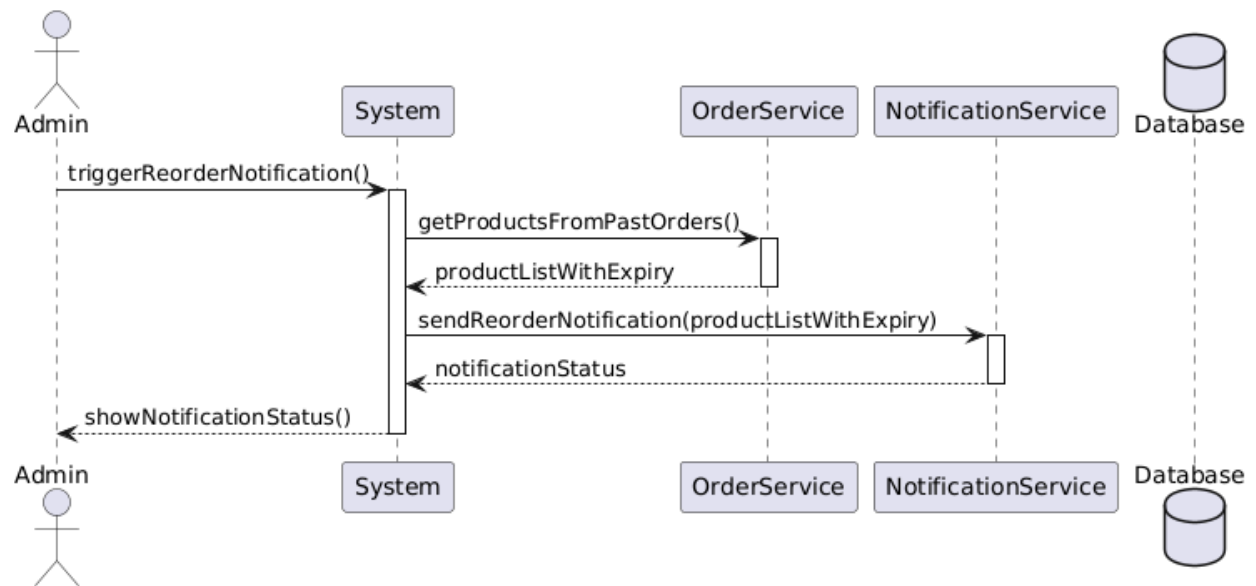 Admin
System
OrderService
NotificationService
Database
triggerReorderNotification()
getProductsFromPastOrders()
productListWithExpiry
sendReorderNotification(productListWithExpiry)
notificationStatus
showNotificationStatus()
Admin
System
OrderService
NotificationService
Database